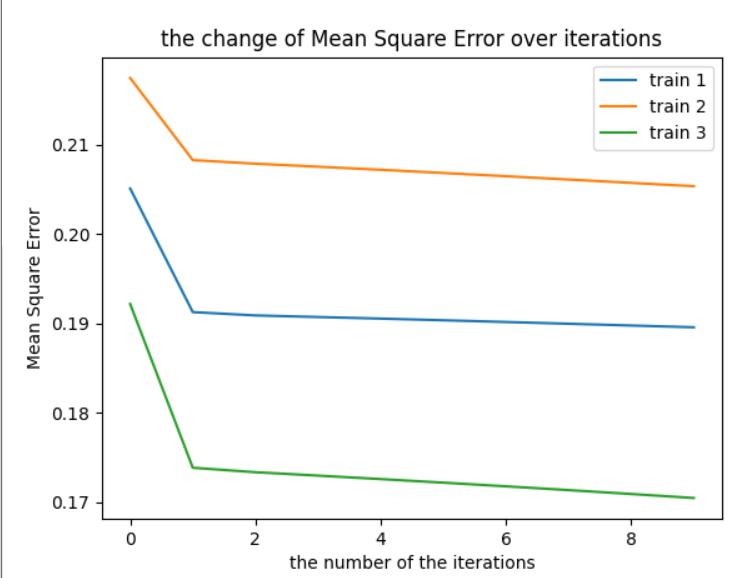 the change of Mean Square Error over iterations
train 1
train 2
train 3
Mean Square Error
0.21
0.20
0.19
0.18
0.17
0 2 4 6 8
the number of the iterations